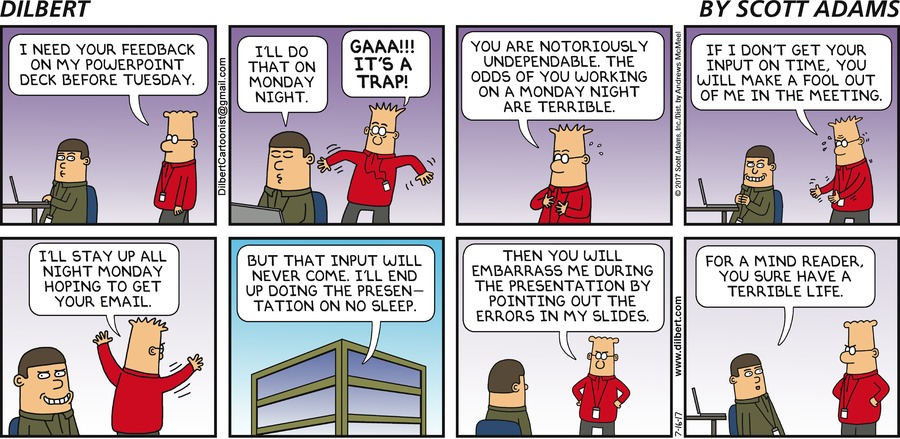 DILBERT
BY SCOTT ADAMS
I NEED YOUR FEEDBACK
ON MY POWERPOINT
DECK BEFORE TUESDAY.
DilbertCartoonist@gmail.com
I'LL DO
THAT ON
MONDAY
NIGHT.
GAAA!!!
IT'S A
TRAP!
YOU ARE NOTORIOUSLY
UNDEPENDABLE. THE
ODDS OF YOU WORKING
ON A MONDAY NIGHT
ARE TERRIBLE.
© 2017 Scott Adams, Inc./Dist. by Andrews McMeel
IF I DON'T GET YOUR
INPUT ON TIME, YOU
WILL MAKE A FOOL OUT
OF ME IN THE MEETING.
I'LL STAY UP ALL
NIGHT MONDAY
HOPING TO GET
YOUR EMAIL.
BUT THAT INPUT WILL
NEVER COME. I'LL END
UP DOING THE PRESEN-
TATION ON NO SLEEP.
THEN YOU WILL
EMBARRASS ME DURING
THE PRESENTATION BY
POINTING OUT THE
ERRORS IN MY SLIDES.
7-16-17
www.dilbert.com
FOR A MIND READER,
YOU SURE HAVE A
TERRIBLE LIFE.